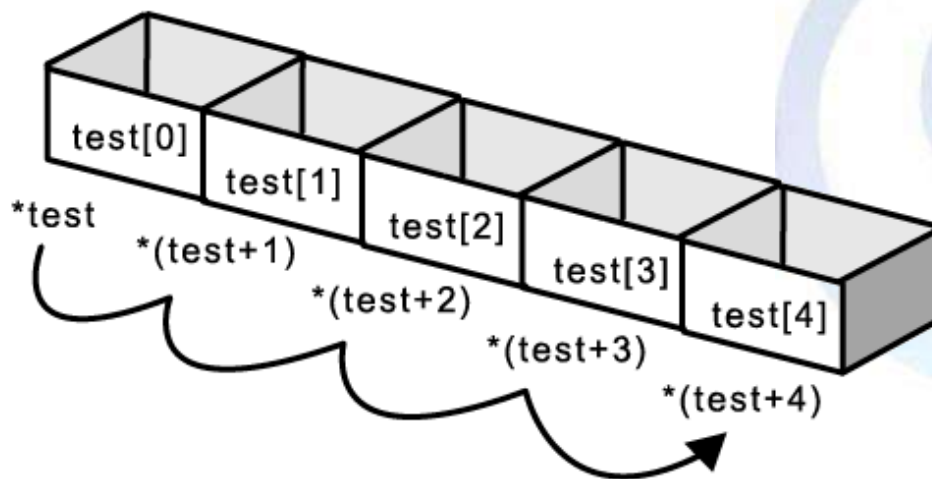 test[0]
test[1]
test[2]
test[3]
test[4]
*test
*(test+1)
*(test+2)
*(test+3)
*(test+4)